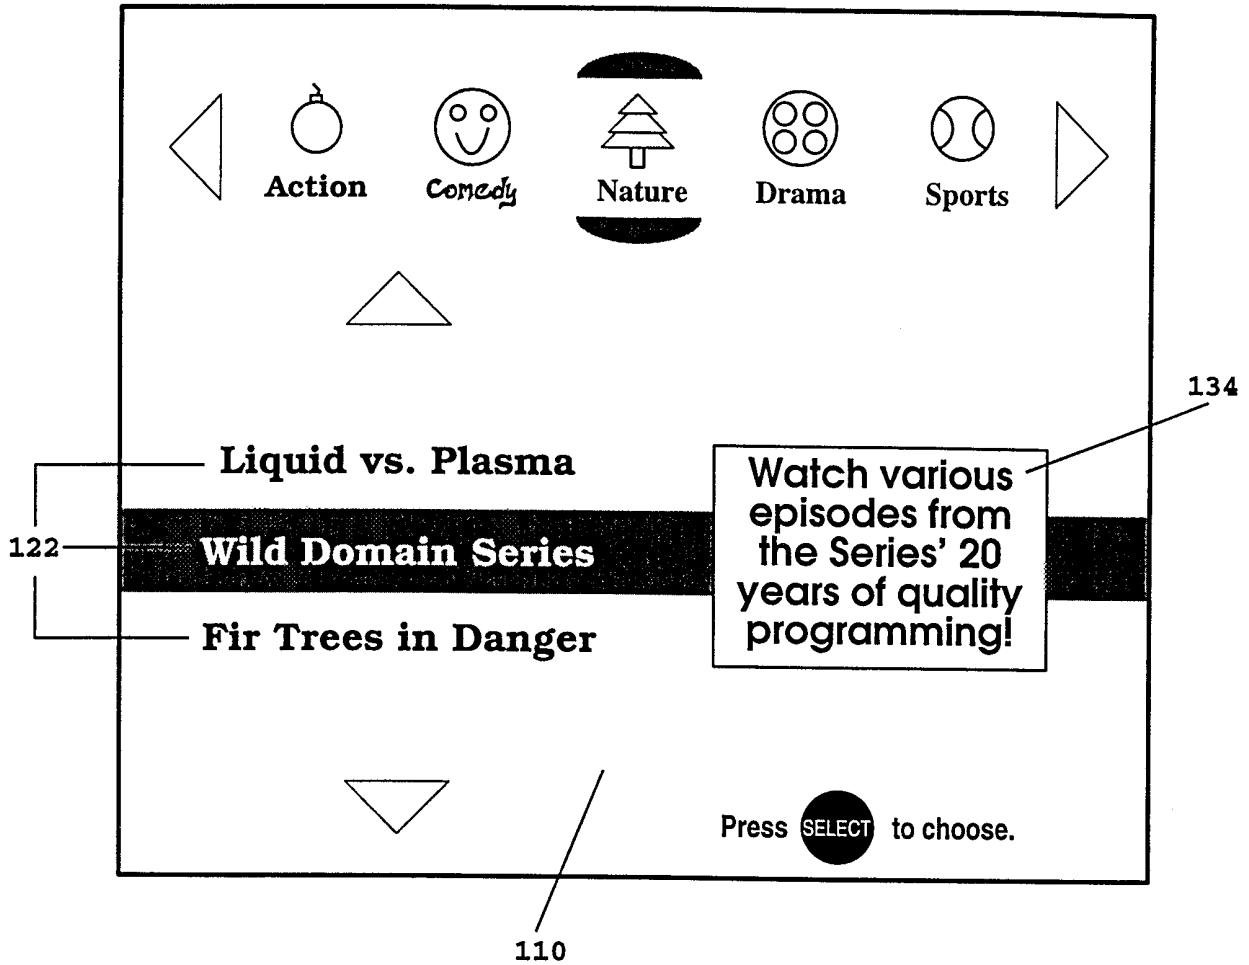 Action Comedy Nature Drama Sports
134
Liquid vs. Plasma
122
Wild Domain Series
Fir Trees in Danger
Watch various
episodes from
the Series' 20
years of quality
programming!
Press SELECT to choose.
110